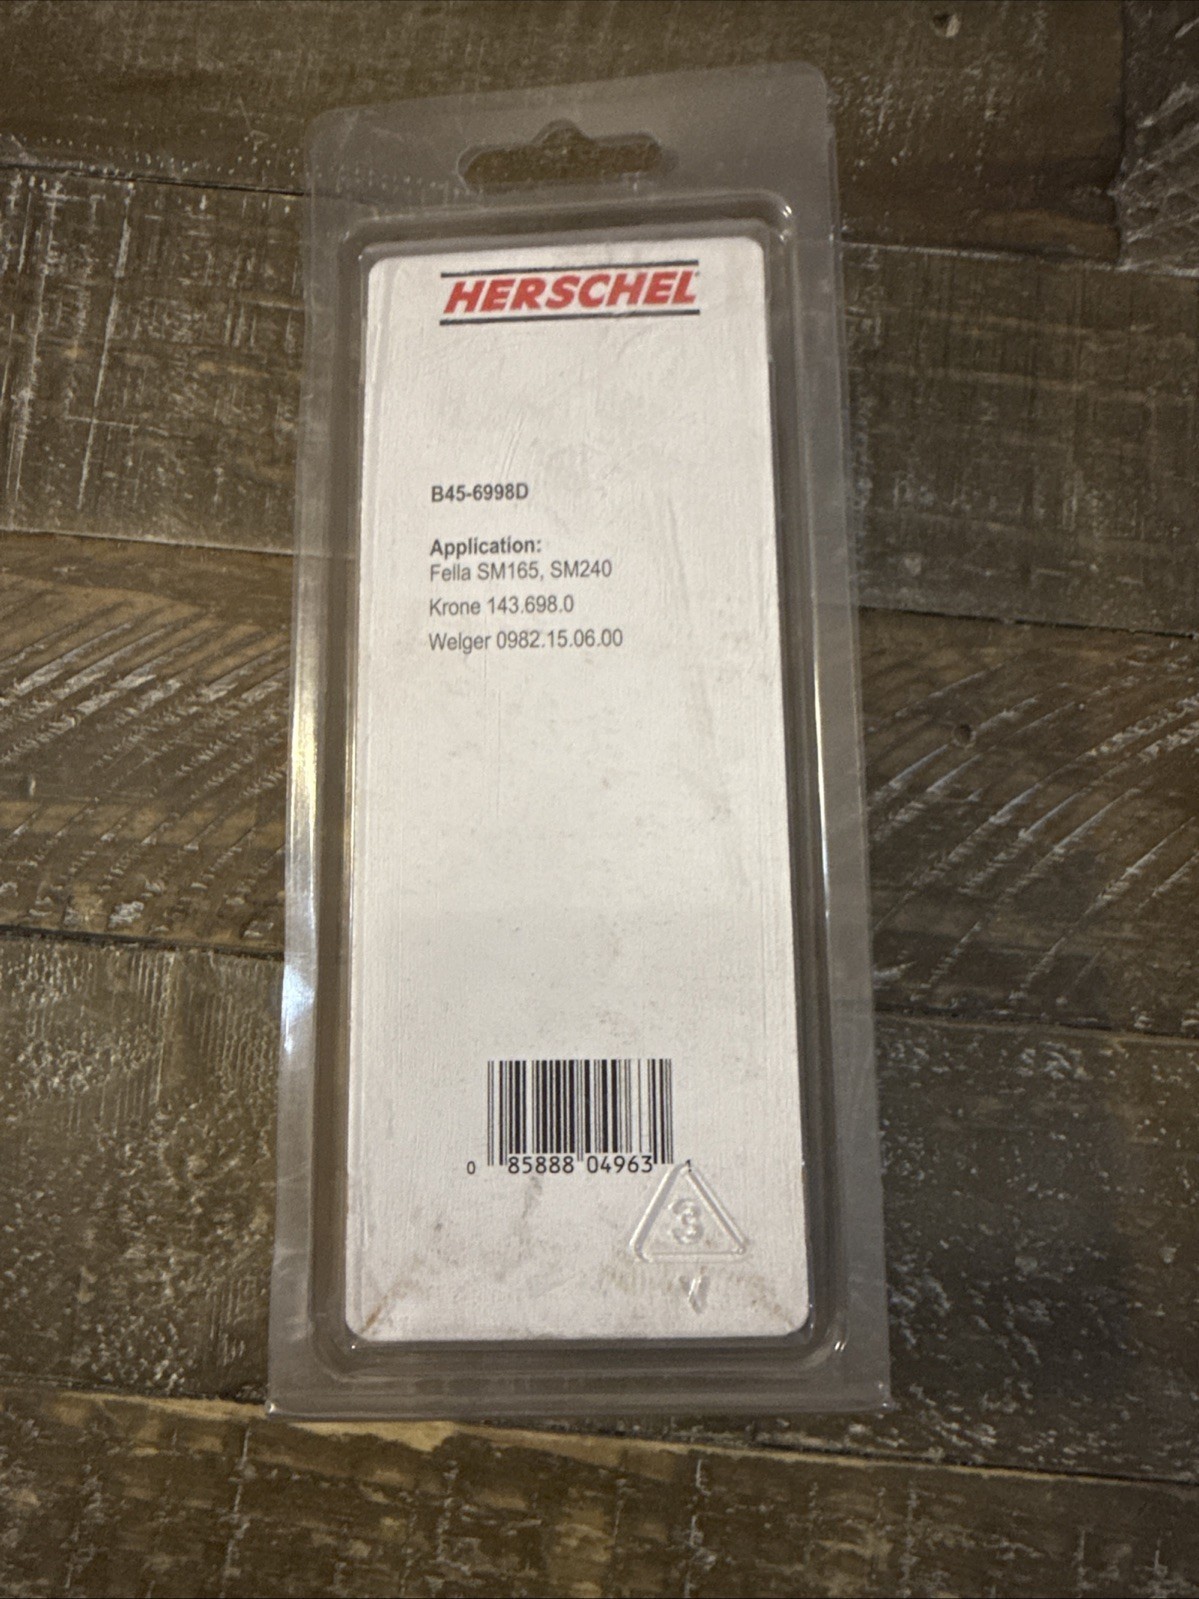 HERSCHEL
B45-6998D
Application:
Fella SM165, SM240
Krone 143.698.0
Welger 0982.15.06.00
0 85888 04963 1
3
V